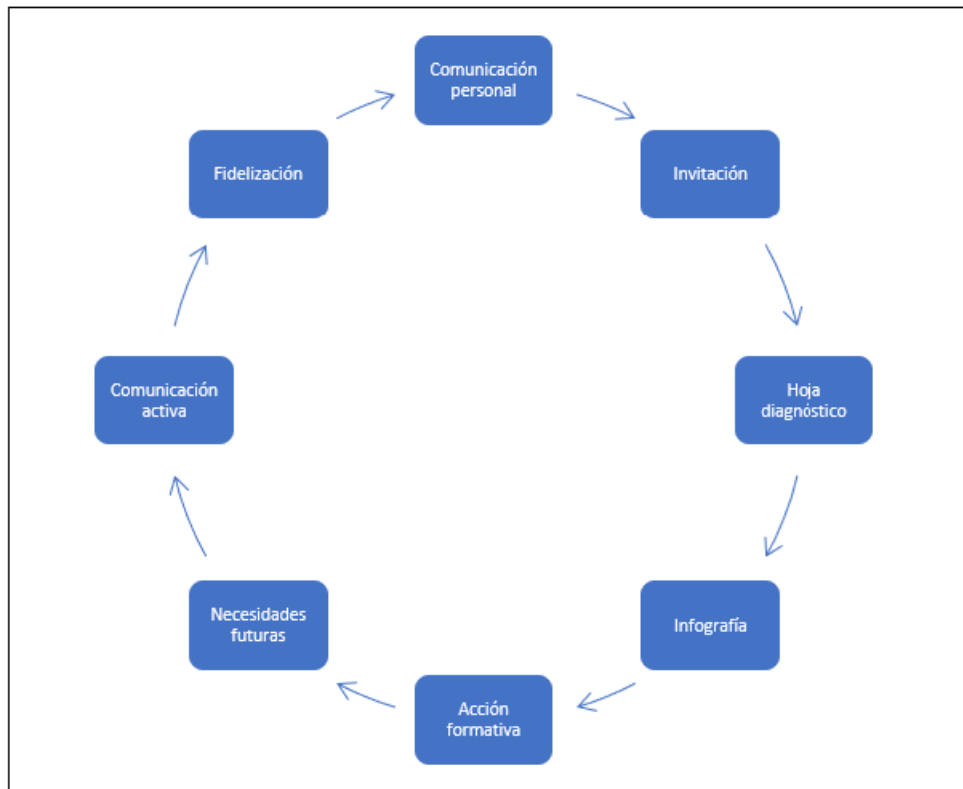 Comunicación
personal
Invitación
Hoja
diagnóstico
Infografía
Acción
formativa
Necesidades
futuras
Comunicación
activa
Fidelización